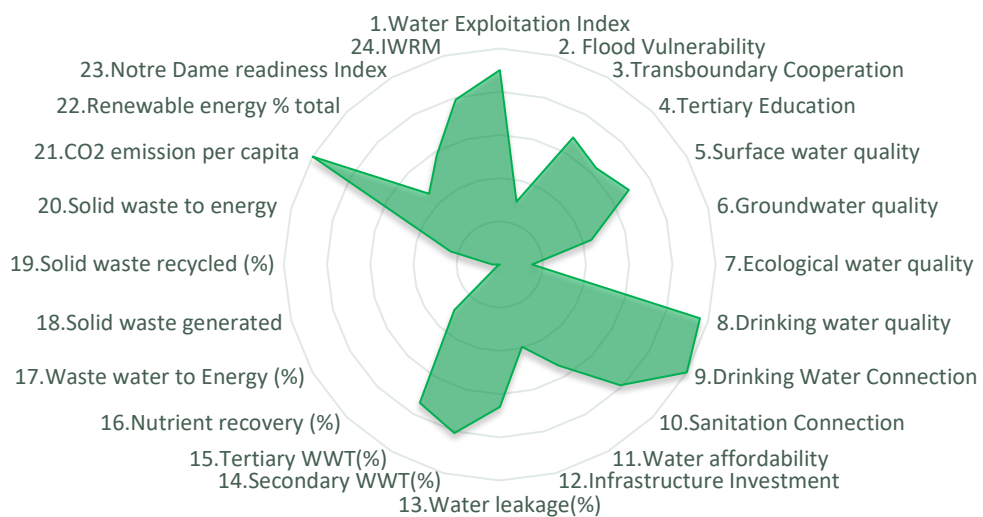 1.Water Exploitation Index
2. Flood Vulnerability
3.Transboundary Cooperation
4.Tertiary Education
5.Surface water quality
6.Groundwater quality
7.Ecological water quality
8.Drinking water quality
9.Drinking Water Connection
10.Sanitation Connection
11.Water affordability
12.Infrastructure Investment
13.Water leakage(%)
14.Secondary WWT(%)
15.Tertiary WWT(%)
16.Nutrient recovery (%)
17.Waste water to Energy (%)
18.Solid waste generated
19.Solid waste recycled (%)
20.Solid waste to energy
21.CO2 emission per capita
22.Renewable energy % total
23.Notre Dame readiness Index
24.IWRM